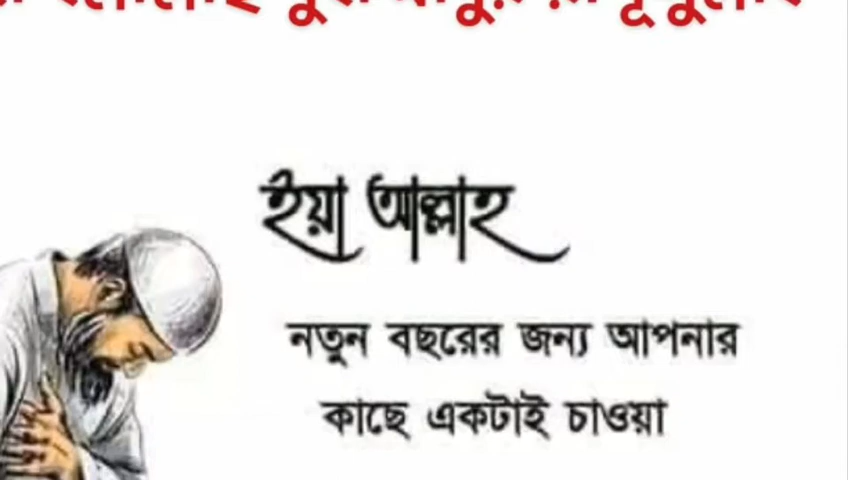 ইয়া আল্লাহ
নতুন বছরের জন্য আপনার
কাছে একটাই চাওয়া